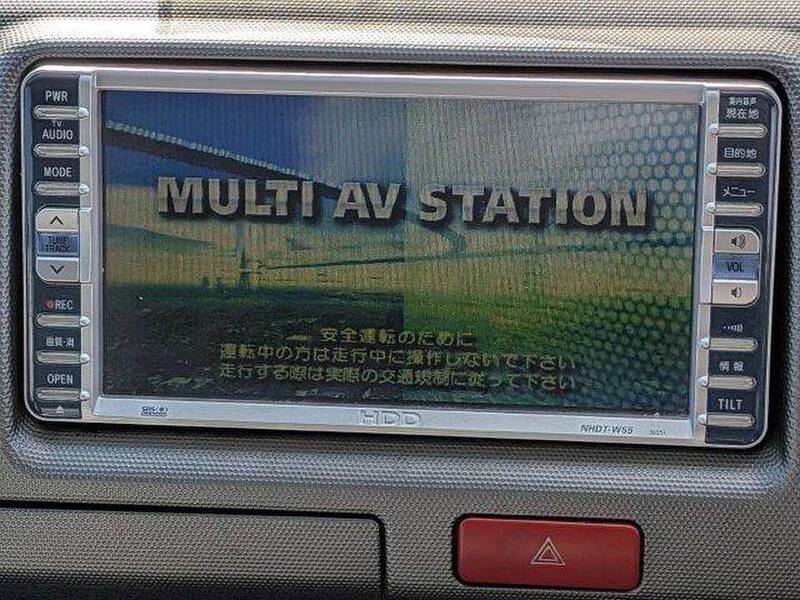 PWR
TV
AUDIO
MODE
TUNE
TRACK
REC
画質・消
OPEN
MULTI AV STATION
安全運転のために
運転中の方は走行中に操作しないで下さい
走行する際は実際の交通規制に従って下さい
SRS
HDD
NHDT-W55
案内音声
現在地
目的地
メニュー
VOL
情報
TILT